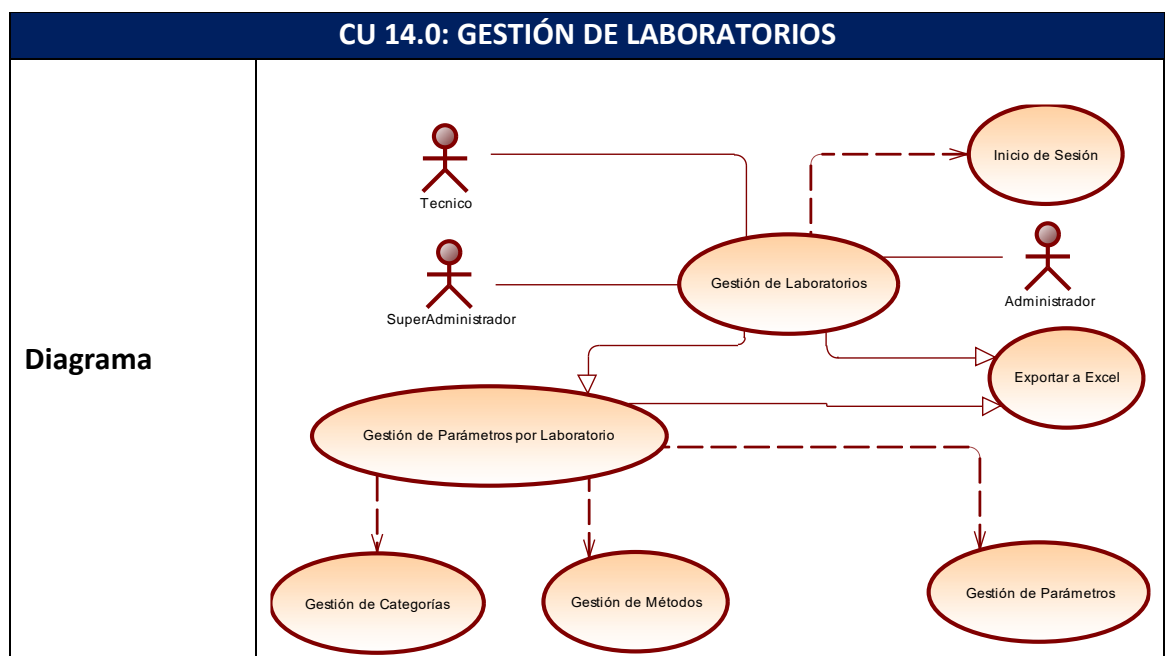 CU 14.0: GESTIÓN DE LABORATORIOS
Diagrama
Tecnico
Inicio de Sesión
SuperAdministrador
Gestión de Laboratorios
Administrador
Exportar a Excel
Gestión de Parámetros por Laboratorio
Gestión de Categorías
Gestión de Métodos
Gestión de Parámetros